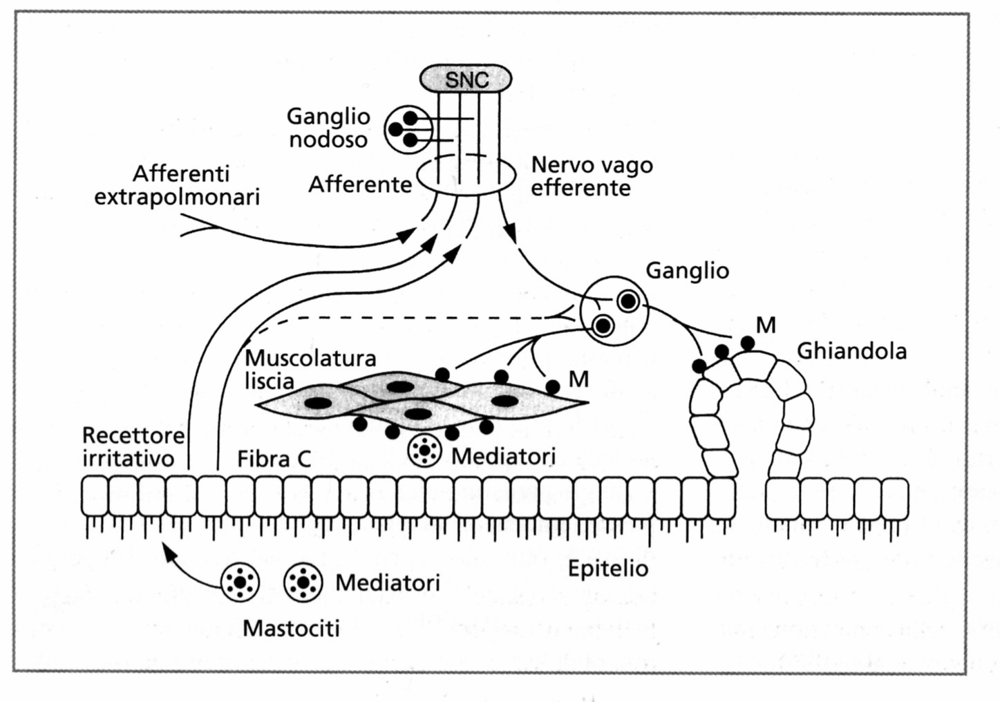 SNC
Ganglio
nodoso
Afferenti
extrapolmonari
Afferente
Nervo vago
efferente
Ganglio
M
Ghiandola
Muscolatura
liscia
M
Recettore
irritativo
Fibra C
Mediatori
Epitelio
Mediatori
Mastociti